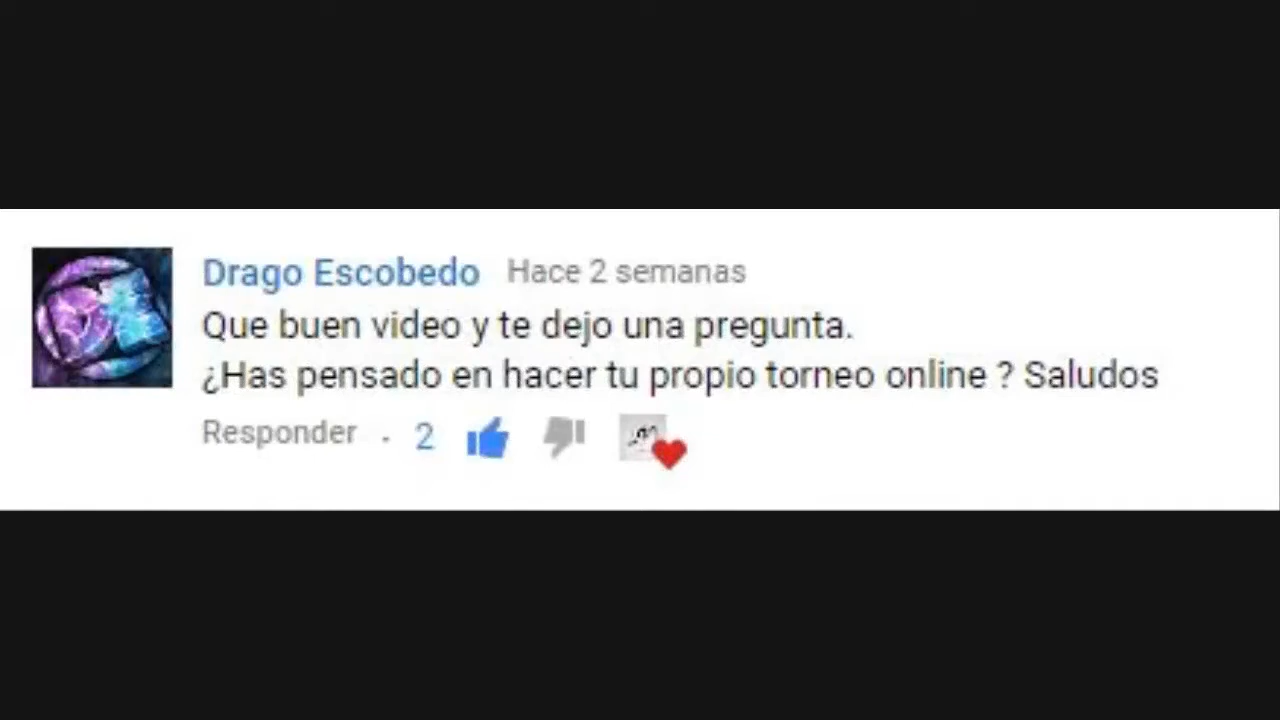 Drago Escobedo Hace 2 semanas
Que buen video y te dejo una pregunta.
¿Has pensado en hacer tu propio torneo online ? Saludos
Responder · 2